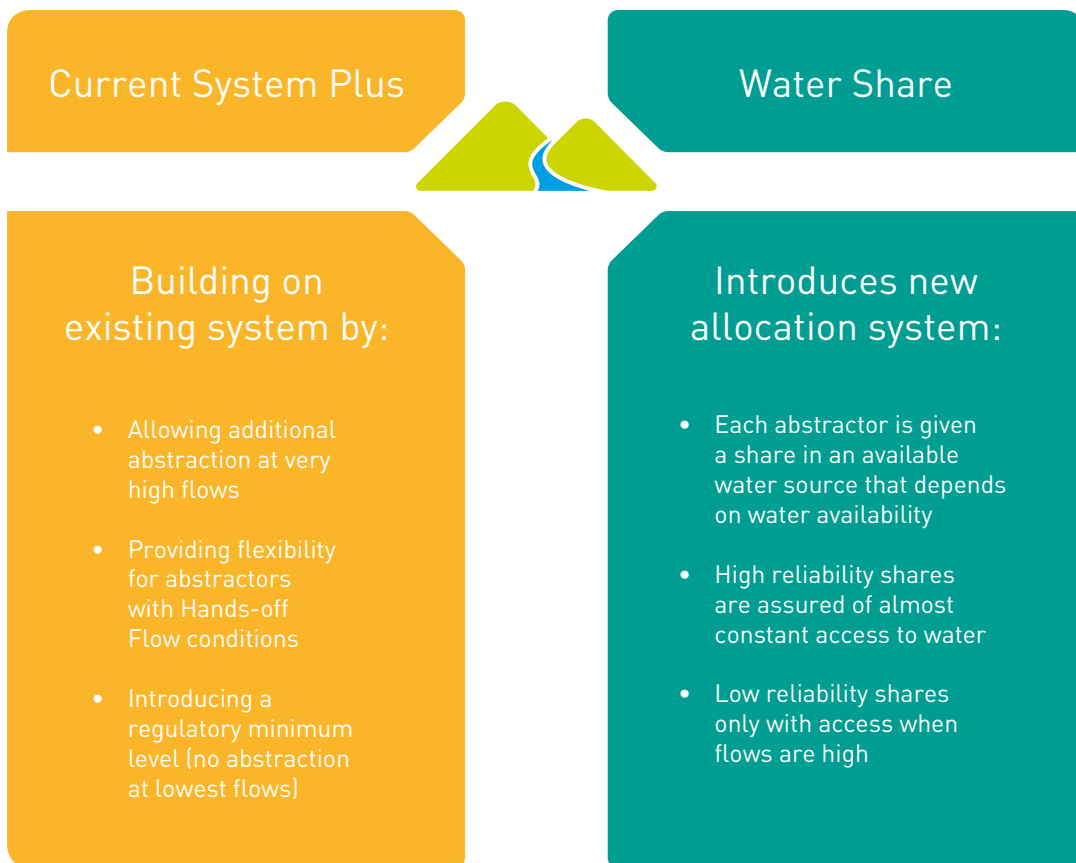 Current System Plus
Water Share
Building on
existing system by:
• Allowing additional
abstraction at very
high flows
• Providing flexibility
for abstractors
with Hands-off
Flow conditions
• Introducing a
regulatory minimum
level (no abstraction
at lowest flows)
Introduces new
allocation system:
• Each abstractor is given
a share in an available
water source that depends
on water availability
• High reliability shares
are assured of almost
constant access to water
• Low reliability shares
only with access when
flows are high